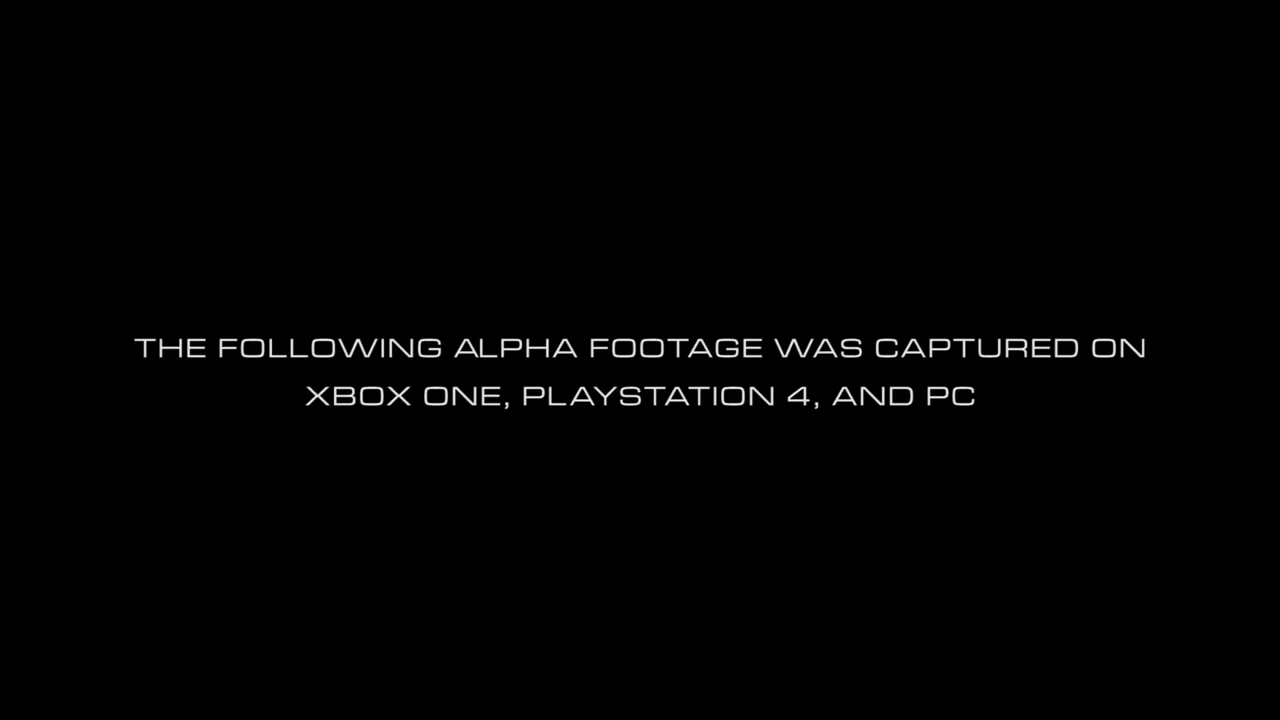 THE FOLLOWING ALPHA FOOTAGE WAS CAPTURED ON
XBOX ONE, PLAYSTATION 4, AND PC